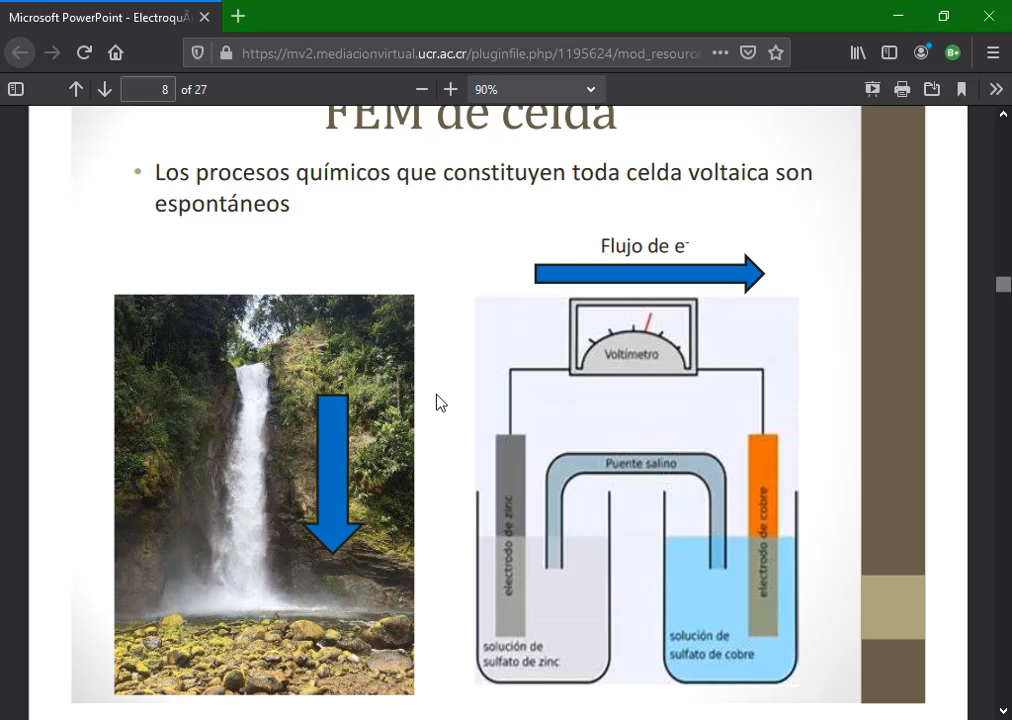 Microsoft PowerPoint - Electroqu
https://mv2.mediacionvirtual.ucr.ac.cr/pluginfile.php/1195624/mod_resource
8 of 27
90%
FEM de celda
• Los procesos químicos que constituyen toda celda voltaica son
espontáneos
Flujo de e-
Voltímetro
Puente salino
electrodo de zinc
electrodo de cobre
solución de
sulfato de zinc
solución de
sulfato de cobre